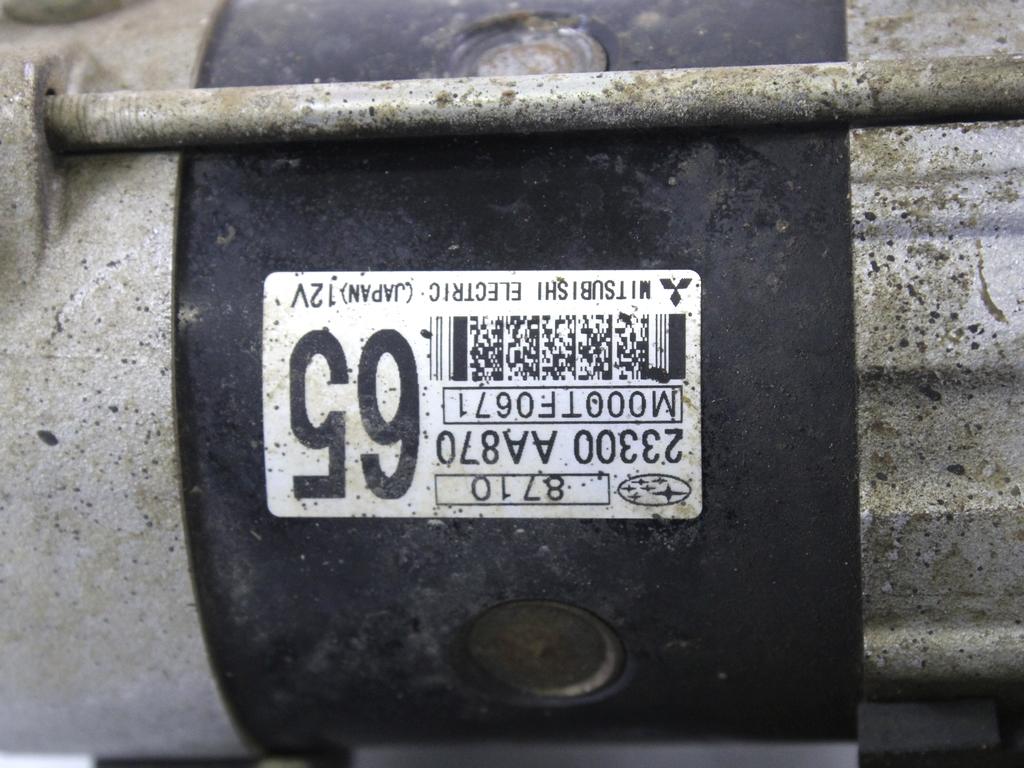 8710
23300 AA870
M000TF0671
65
MITSUBISHI ELECTRIC·(JAPAN)12V